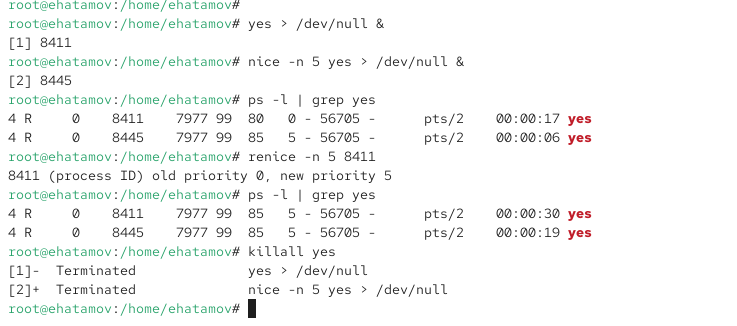 root@ehatamov:/home/ehatamov#
root@ehatamov:/home/ehatamov# yes > /dev/null &
[1] 8411
root@ehatamov:/home/ehatamov# nice -n 5 yes > /dev/null &
[2] 8445
root@ehatamov:/home/ehatamov# ps -l | grep yes
4 R     0    8411    7977 99  80   0 - 56705 -      pts/2    00:00:17 yes
4 R     0    8445    7977 99  85   5 - 56705 -      pts/2    00:00:06 yes
root@ehatamov:/home/ehatamov# renice -n 5 8411
8411 (process ID) old priority 0, new priority 5
root@ehatamov:/home/ehatamov# ps -l | grep yes
4 R     0    8411    7977 99  85   5 - 56705 -      pts/2    00:00:30 yes
4 R     0    8445    7977 99  85   5 - 56705 -      pts/2    00:00:19 yes
root@ehatamov:/home/ehatamov# killall yes
[1]-  Terminated              yes > /dev/null
[2]+  Terminated              nice -n 5 yes > /dev/null
root@ehatamov:/home/ehatamov#